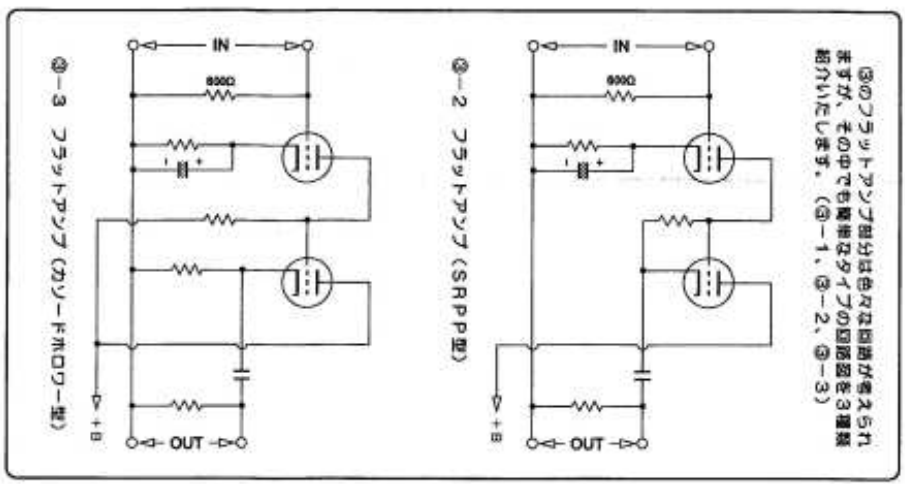 ③のフラットアンプ部分は色々な回路が考えられ
ますが、その中でも簡単なタイプの回路図を3種類
紹介いたします。(③－1、③－2、③－3)
③－2 フラットアンプ(SRPP型)
IN
600Ω
-
+
+B
OUT
③－3 フラットアンプ(カソードホロワー型)
IN
600Ω
-
+
+B
OUT